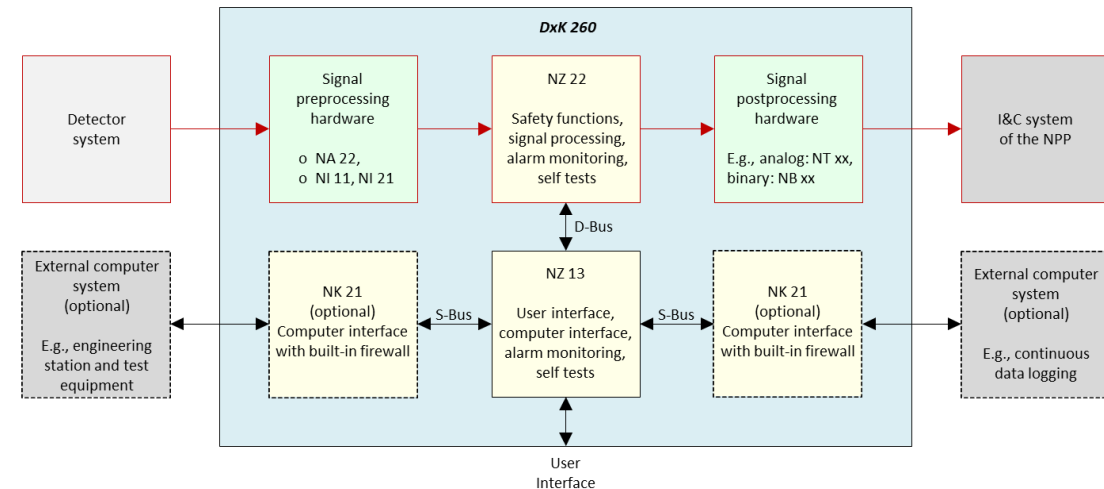 DxK 260
Detector
system
Signal
preprocessing
hardware
o NA 22,
o NI 11, NI 21
NZ 22
Safety functions,
signal processing,
alarm monitoring,
self tests
Signal
postprocessing
hardware
E.g., analog: NT xx,
binary: NB xx
I&C system
of the NPP
D-Bus
External computer
system
(optional)
E.g., engineering
station and test
equipment
NK 21
(optional)
Computer interface
with built-in firewall
S-Bus
NZ 13
User interface,
computer interface,
alarm monitoring,
self tests
S-Bus
NK 21
(optional)
Computer interface
with built-in firewall
External computer
system
(optional)
E.g., continuous
data logging
User
Interface